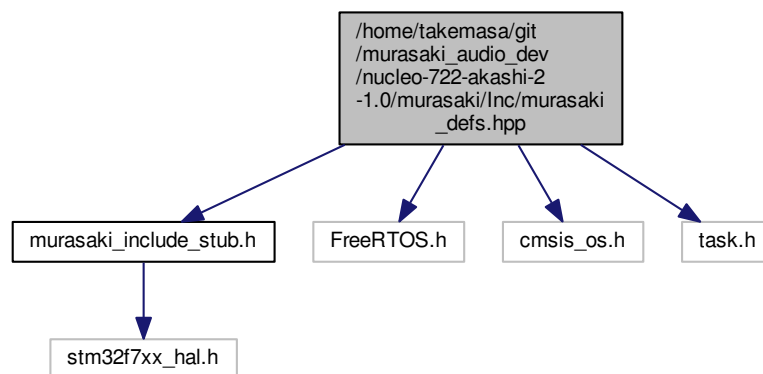 /home/takemasa/git
/murasaki_audio_dev
/nucleo-722-akashi-2
-1.0/murasaki/Inc/murasaki
_defs.hpp
murasaki_include_stub.h
FreeRTOS.h
cmsis_os.h
task.h
stm32f7xx_hal.h